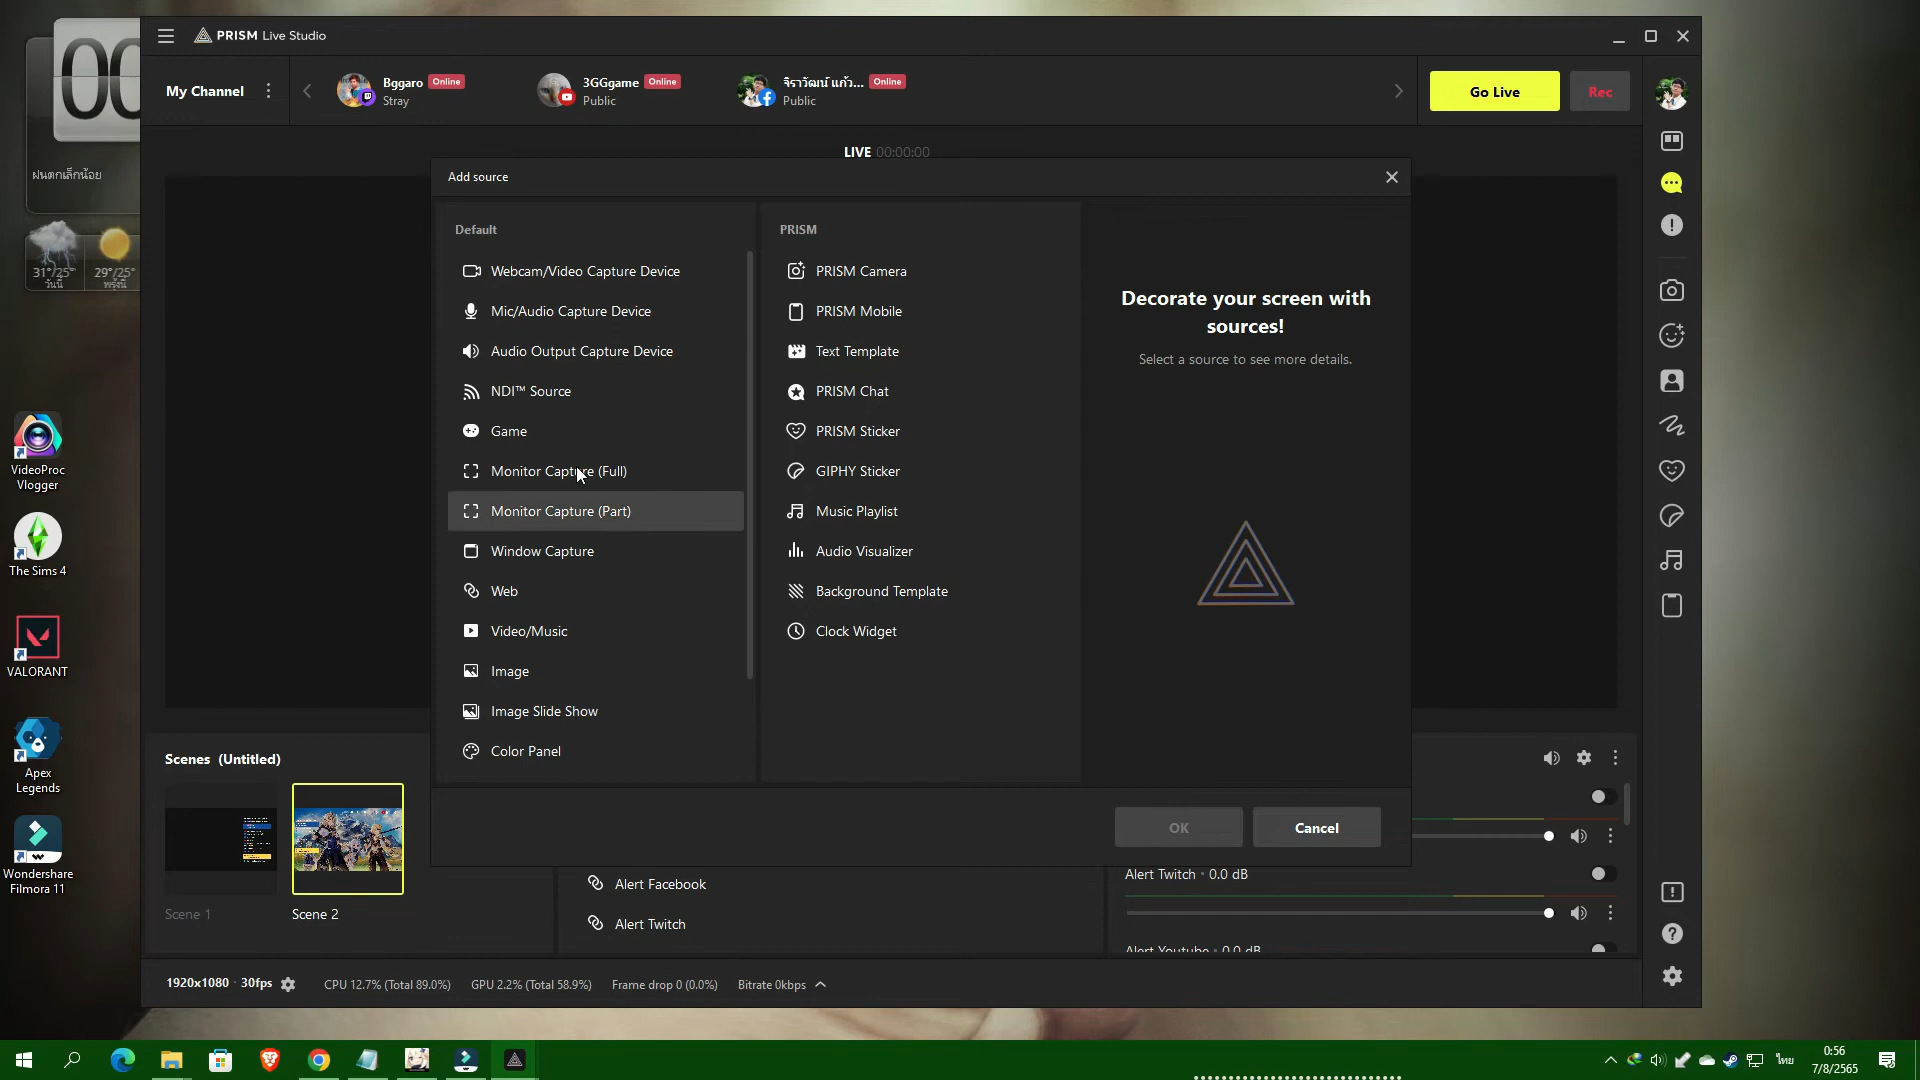 PRISM Live Studio
My Channel
Bggaro Online
Stray
3GGgame Online
Public
จิราวัฒน์ แก้ว... Online
Public
Go Live
Rec
LIVE 00:00:00
Add source
Default
Webcam/Video Capture Device
Mic/Audio Capture Device
Audio Output Capture Device
NDI™ Source
Game
Monitor Capture (Full)
Monitor Capture (Part)
Window Capture
Web
Video/Music
Image
Image Slide Show
Color Panel
PRISM
PRISM Camera
PRISM Mobile
Text Template
PRISM Chat
PRISM Sticker
GIPHY Sticker
Music Playlist
Audio Visualizer
Background Template
Clock Widget
Decorate your screen with
sources!
Select a source to see more details.
OK
Cancel
Scenes (Untitled)
Scene 1
Scene 2
Alert Facebook
Alert Twitch
Alert Twitch • 0.0 dB
Alert Youtube • 0.0 dB
1920x1080 · 30fps
CPU 12.7% (Total 89.0%)
GPU 2.2% (Total 58.9%)
Frame drop 0 (0.0%)
Bitrate 0kbps
00
ฝนตกเล็กน้อย
31°/25°
วันนี้
29°/25°
พรุ่งนี้
VideoProc
Vlogger
The Sims 4
VALORANT
Apex
Legends
Wondershare
Filmora 11
ไทย
0:56
7/8/2565